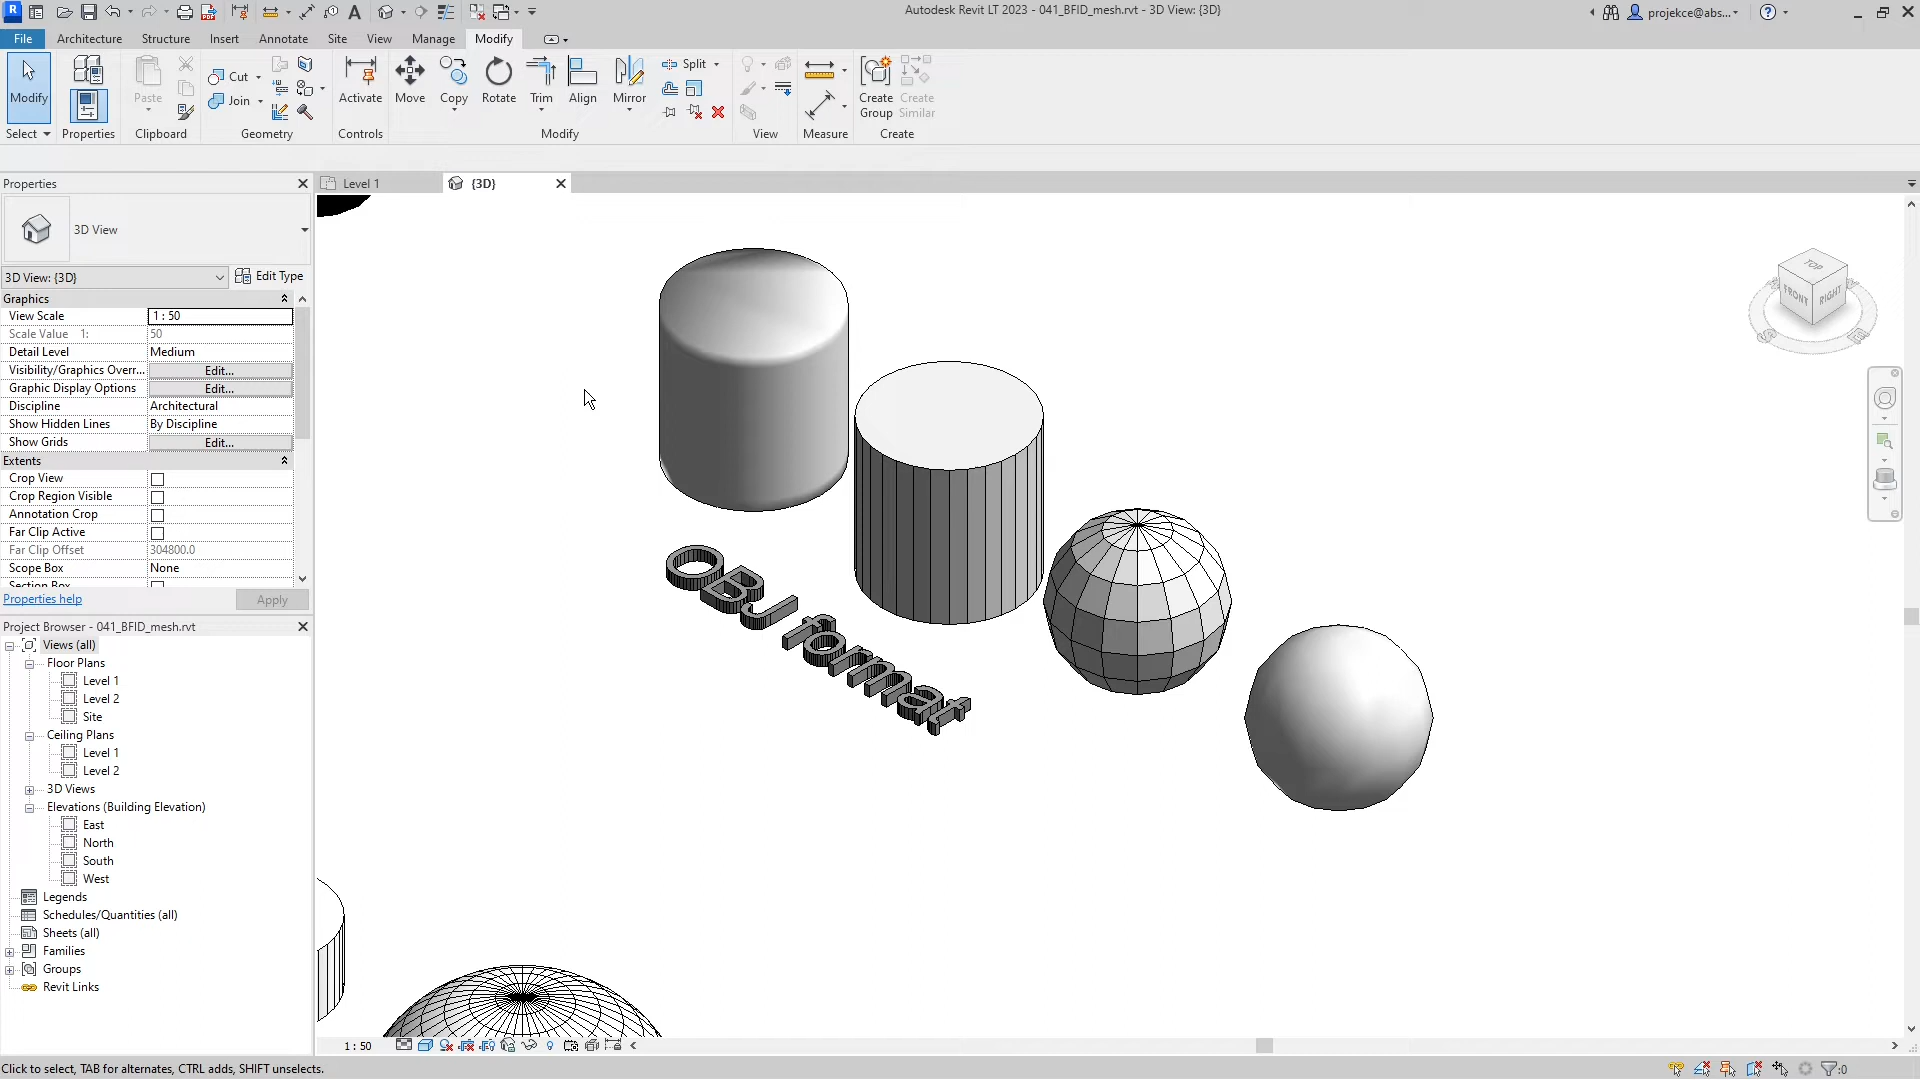 Autodesk Revit LT 2023 - 041_BFID_mesh.rvt - 3D View: {3D}
projekce@abs...
File
Architecture
Structure
Insert
Annotate
Site
View
Manage
Modify
Modify
Select
Properties
Paste
Clipboard
Cut
Join
Geometry
Activate
Controls
Move
Copy
Rotate
Trim
Align
Mirror
Split
Modify
View
Measure
Create Group
Create Similar
Create
Properties
Level 1
{3D}
3D View
3D View: {3D}
Edit Type
Graphics
View Scale 1 : 50
Scale Value 1: 50
Detail Level Medium
Visibility/Graphics Overr... Edit...
Graphic Display Options Edit...
Discipline Architectural
Show Hidden Lines By Discipline
Show Grids Edit...
Extents
Crop View
Crop Region Visible
Annotation Crop
Far Clip Active
Far Clip Offset 304800.0
Scope Box None
Section Box
Properties help
Apply
Project Browser - 041_BFID_mesh.rvt
Views (all)
Floor Plans
Level 1
Level 2
Site
Ceiling Plans
Level 1
Level 2
3D Views
Elevations (Building Elevation)
East
North
South
West
Legends
Schedules/Quantities (all)
Sheets (all)
Families
Groups
Revit Links
TOP
FRONT
RIGHT
S
E
OBJ format
1 : 50
Click to select, TAB for alternates, CTRL adds, SHIFT unselects.
:0